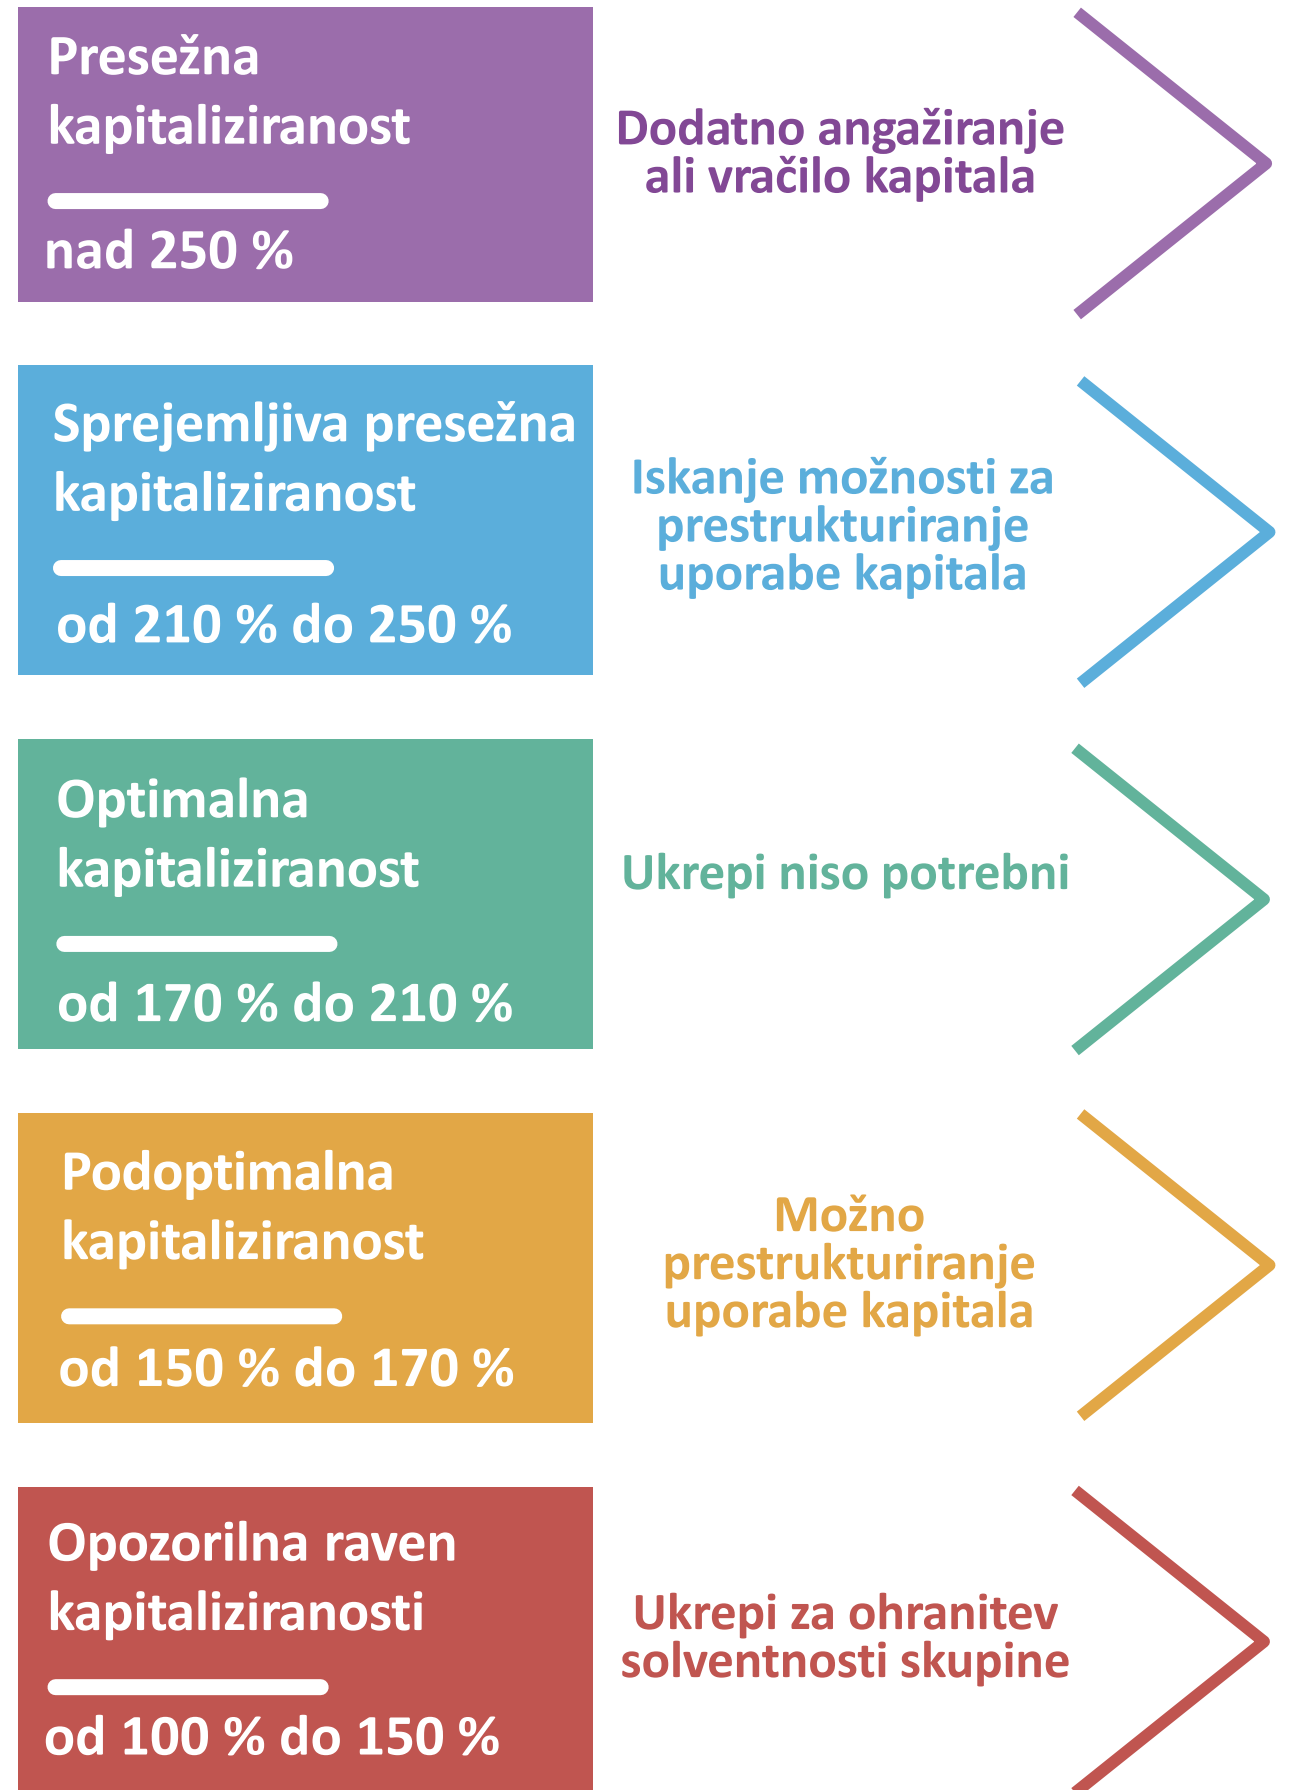 Presežna
kapitaliziranost
nad 250 %
Dodatno angažiranje
ali vračilo kapitala
Sprejemljiva presežna
kapitaliziranost
od 210 % do 250 %
Iskanje možnosti za
prestrukturiranje
uporabe kapitala
Optimalna
kapitaliziranost
od 170 % do 210 %
Ukrepi niso potrebni
Podoptimalna
kapitaliziranost
od 150 % do 170 %
Možno
prestrukturiranje
uporabe kapitala
Opozorilna raven
kapitaliziranosti
od 100 % do 150 %
Ukrepi za ohranitev
solventnosti skupine